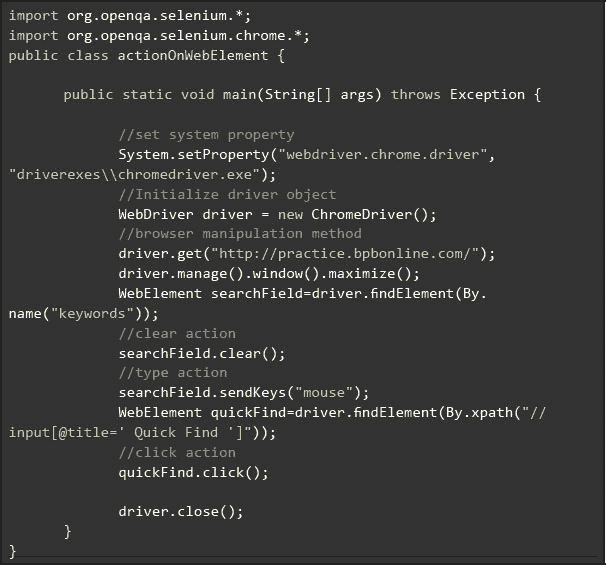 import org.openqa.selenium.*;
import org.openqa.selenium.chrome.*;
public class actionOnWebElement {
public static void main(String[] args) throws Exception {
//set system property
System.setProperty("webdriver.chrome.driver",
"driverexes\\chromedriver.exe");
//Initialize driver object
WebDriver driver = new ChromeDriver();
//browser manipulation method
driver.get("http://practice.bpbonline.com/");
driver.manage().window().maximize();
WebElement searchField=driver.findElement(By.
name("keywords"));
//clear action
searchField.clear();
//type action
searchField.sendKeys("mouse");
WebElement quickFind=driver.findElement(By.xpath("//
input[@title=' Quick Find ']"));
//click action
quickFind.click();
driver.close();
}
}